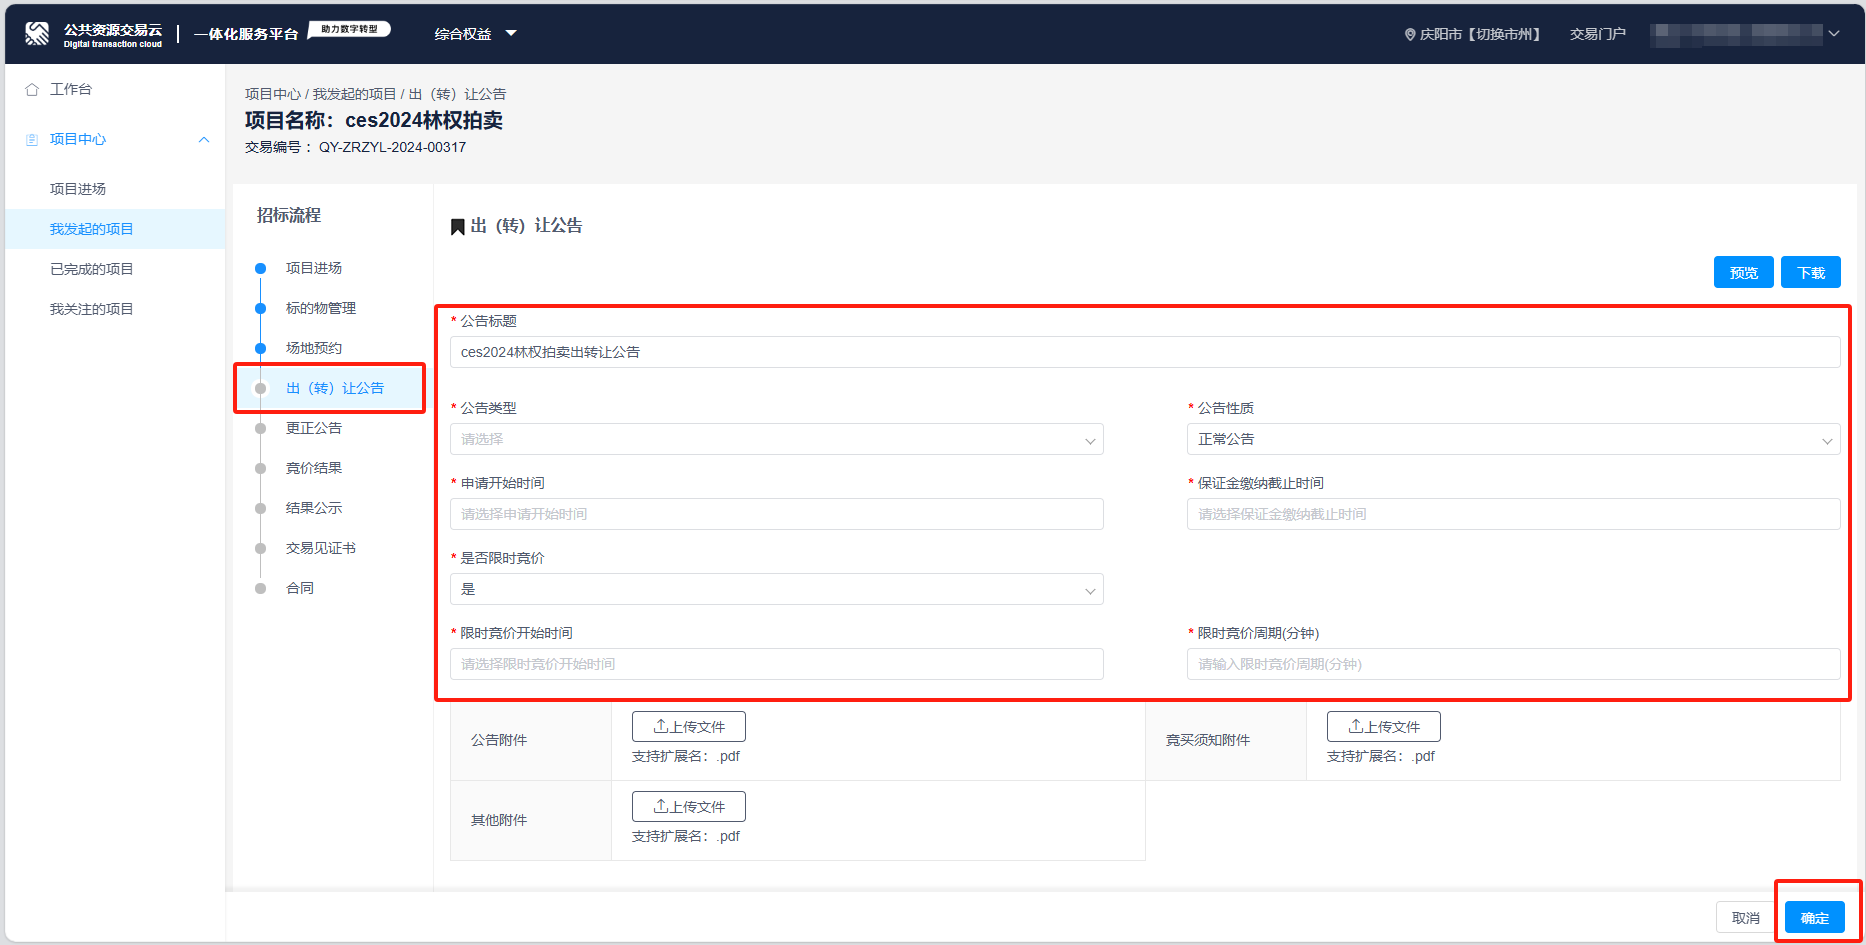 公共资源交易云
Digital transaction cloud
一体化服务平台
助力数字转型
综合权益
庆阳市【切换市州】
交易门户
工作台
项目中心
项目进场
我发起的项目
已完成的项目
我关注的项目
项目中心 / 我发起的项目 / 出（转）让公告
项目名称：ces2024林权拍卖
交易编号：QY-ZRZYL-2024-00317
招标流程
项目进场
标的物管理
场地预约
出（转）让公告
更正公告
竞价结果
结果公示
交易见证书
合同
出（转）让公告
预览
下载
* 公告标题
ces2024林权拍卖出转让公告
* 公告类型
请选择
* 公告性质
正常公告
* 申请开始时间
请选择申请开始时间
* 保证金缴纳截止时间
请选择保证金缴纳截止时间
* 是否限时竞价
是
* 限时竞价开始时间
请选择限时竞价开始时间
* 限时竞价周期(分钟)
请输入限时竞价周期(分钟)
公告附件
上传文件
支持扩展名：.pdf
竞买须知附件
上传文件
支持扩展名：.pdf
其他附件
上传文件
支持扩展名：.pdf
取消
确定